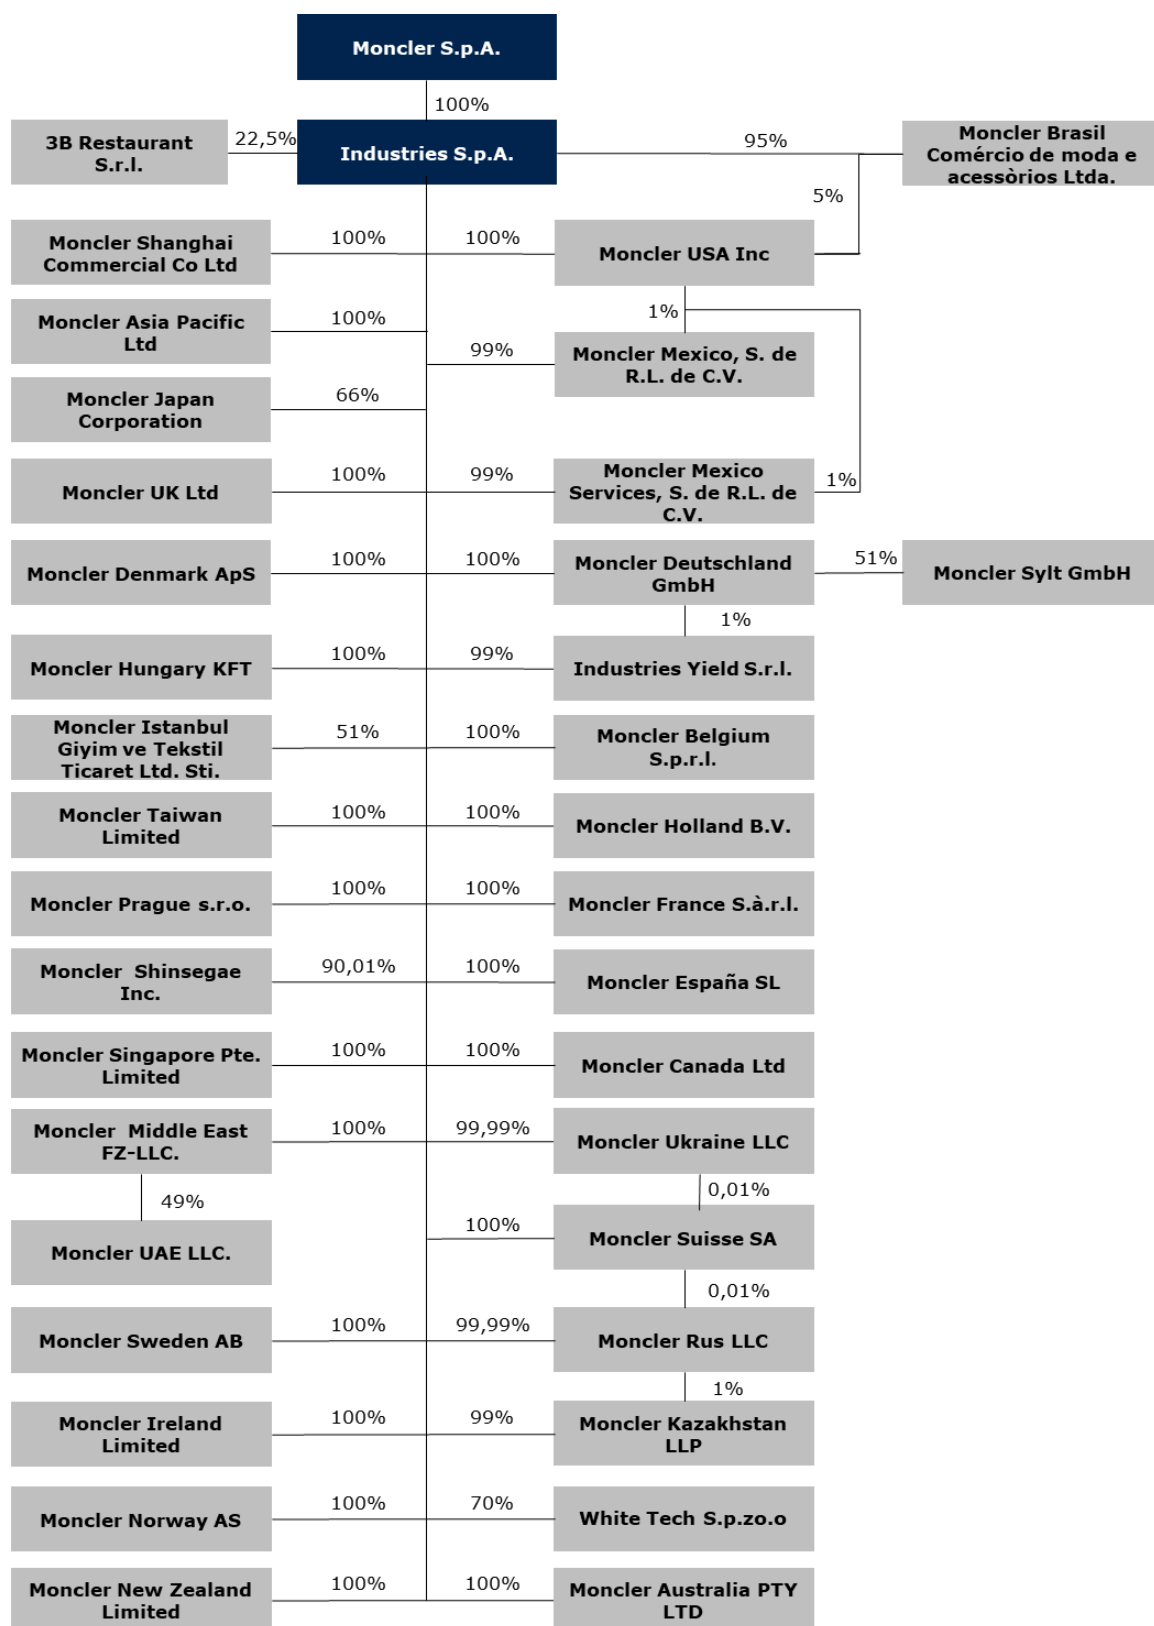 Moncler S.p.A.
100%
3B Restaurant
S.r.l.
22,5%
Industries S.p.A.
95%
Moncler Brasil
Comércio de moda e
acessòrios Ltda.
5%
Moncler Shanghai
Commercial Co Ltd
100%
100%
Moncler USA Inc
Moncler Asia Pacific
Ltd
100%
1%
99%
Moncler Mexico, S. de
R.L. de C.V.
Moncler Japan
Corporation
66%
Moncler UK Ltd
100%
99%
Moncler Mexico
Services, S. de R.L. de
C.V.
1%
Moncler Denmark ApS
100%
100%
Moncler Deutschland
GmbH
51%
Moncler Sylt GmbH
1%
Moncler Hungary KFT
100%
99%
Industries Yield S.r.l.
Moncler Istanbul
Giyim ve Tekstil
Ticaret Ltd. Sti.
51%
100%
Moncler Belgium
S.p.r.l.
Moncler Taiwan
Limited
100%
100%
Moncler Holland B.V.
Moncler Prague s.r.o.
100%
100%
Moncler France S.à.r.l.
Moncler  Shinsegae
Inc.
90,01%
100%
Moncler España SL
Moncler Singapore Pte.
Limited
100%
100%
Moncler Canada Ltd
Moncler  Middle East
FZ-LLC.
100%
99,99%
Moncler Ukraine LLC
49%
0,01%
Moncler UAE LLC.
100%
Moncler Suisse SA
0,01%
Moncler Sweden AB
100%
99,99%
Moncler Rus LLC
1%
Moncler Ireland
Limited
100%
99%
Moncler Kazakhstan
LLP
Moncler Norway AS
100%
70%
White Tech S.p.zo.o
Moncler New Zealand
Limited
100%
100%
Moncler Australia PTY
LTD